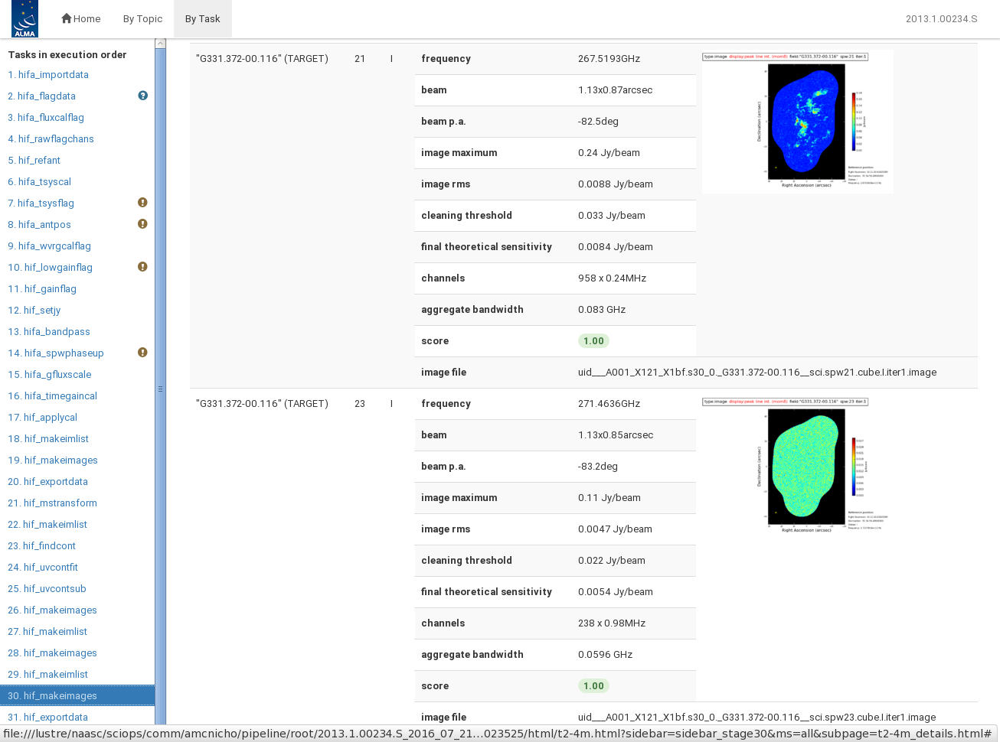 ALMA
Home
By Topic
By Task
2013.1.00234.S
Tasks in execution order
1. hifa_importdata
2. hifa_flagdata
3. hifa_fluxcalflag
4. hif_rawflagchans
5. hif_refant
6. hifa_tsyscal
7. hifa_tsysflag
8. hifa_antpos
9. hifa_wvrgcalflag
10. hif_lowgainflag
11. hif_gainflag
12. hif_setjy
13. hifa_bandpass
14. hifa_spwphaseup
15. hifa_gfluxscale
16. hifa_timegaincal
17. hif_applycal
18. hif_makeimlist
19. hif_makeimages
20. hif_exportdata
21. hif_mstransform
22. hif_makeimlist
23. hif_findcont
24. hif_uvcontfit
25. hif_uvcontsub
26. hif_makeimages
27. hif_makeimlist
28. hif_makeimages
29. hif_makeimlist
30. hif_makeimages
31. hif_exportdata
"G331.372-00.116" (TARGET) 21 I
frequency 267.5193GHz
beam 1.13x0.87arcsec
beam p.a. -82.5deg
image maximum 0.24 Jy/beam
image rms 0.0088 Jy/beam
cleaning threshold 0.033 Jy/beam
final theoretical sensitivity 0.0084 Jy/beam
channels 958 x 0.24MHz
aggregate bandwidth 0.083 GHz
score 1.00
image file uid___A001_X121_X1bf.s30_0._G331.372-00.116__sci.spw21.cube.I.iter1.image
type:image display:peak line int. (mom8) field:"G331.372-00.116" spw:21 iter:1
Declination (arcsec)
Right Ascension (arcsec)
Reference position:
"G331.372-00.116" (TARGET) 23 I
frequency 271.4636GHz
beam 1.13x0.85arcsec
beam p.a. -83.2deg
image maximum 0.11 Jy/beam
image rms 0.0047 Jy/beam
cleaning threshold 0.022 Jy/beam
final theoretical sensitivity 0.0054 Jy/beam
channels 238 x 0.98MHz
aggregate bandwidth 0.0596 GHz
score 1.00
image file uid___A001_X121_X1bf.s30_0._G331.372-00.116__sci.spw23.cube.I.iter1.image
type:image display:peak line int. (mom8) field:"G331.372-00.116" spw:23 iter:1
Declination (arcsec)
Right Ascension (arcsec)
Reference position:
file:///lustre/naasc/sciops/comm/amcnicho/pipeline/root/2013.1.00234.S_2016_07_21…023525/html/t2-4m.html?sidebar=sidebar_stage30&ms=all&subpage=t2-4m_details.html#